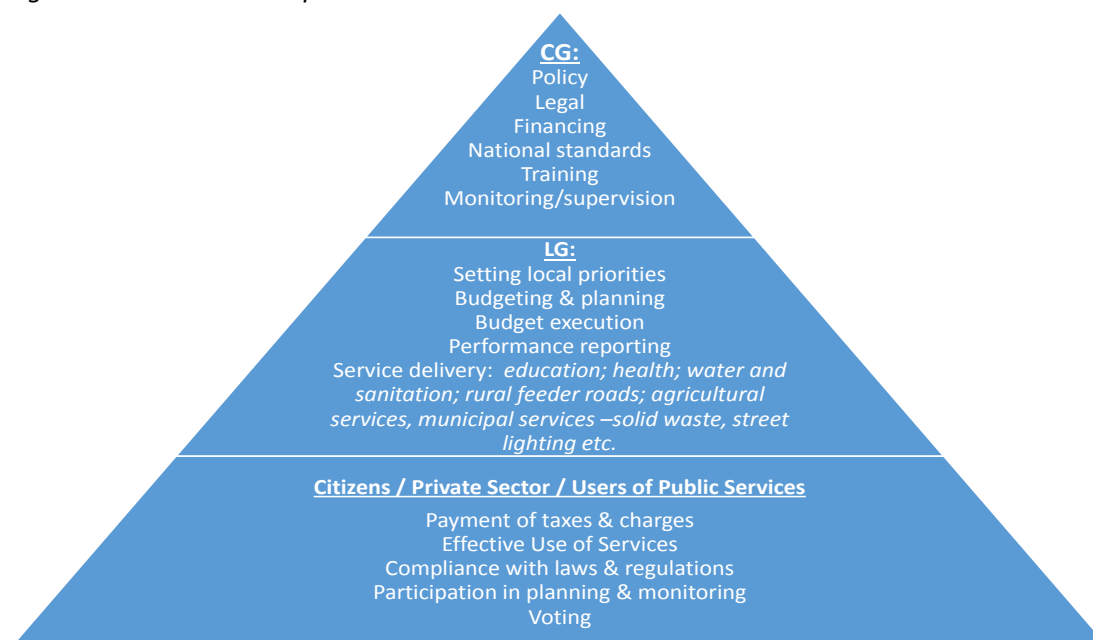 CG:
Policy
Legal
Financing
National standards
Training
Monitoring/supervision
LG:
Setting local priorities
Budgeting & planning
Budget execution
Performance reporting
Service delivery: education; health; water and
sanitation; rural feeder roads; agricultural
services, municipal services –solid waste, street
lighting etc.
Citizens / Private Sector / Users of Public Services
Payment of taxes & charges
Effective Use of Services
Compliance with laws & regulations
Participation in planning & monitoring
Voting